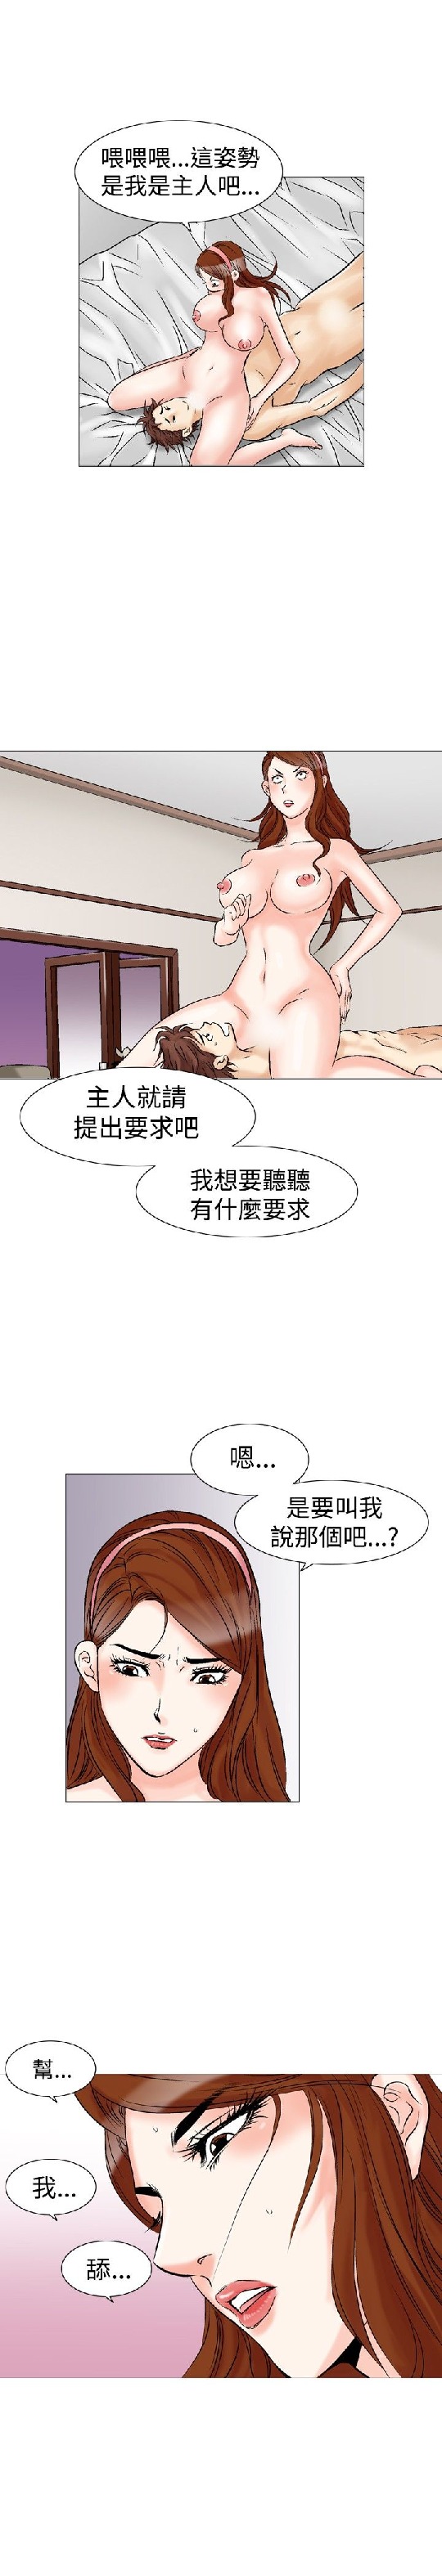 喂喂喂...這姿勢
是我是主人吧...
主人就請
提出要求吧
我想要聽聽
有什麼要求
嗯...
是要叫我
說那個吧...?
幫...
我...
舔...